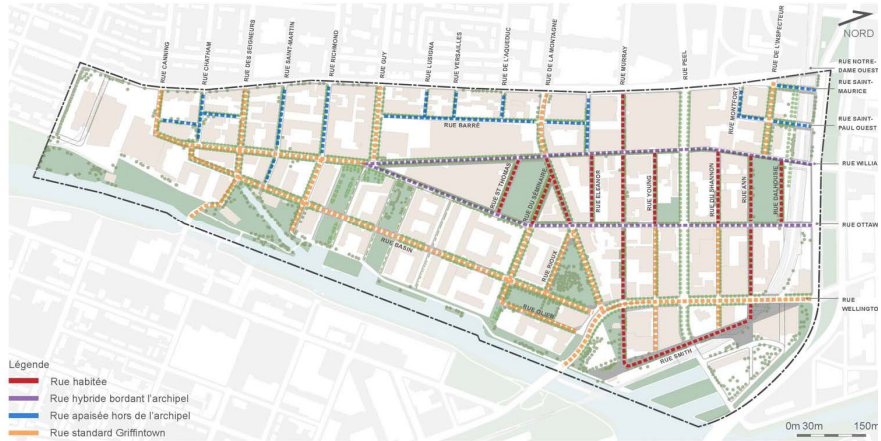 RUE CANNING
RUE CHATHAM
RUE DES SEIGNEURS
RUE SAINT-MARTIN
RUE RICHMOND
RUE GUY
RUE LUSIGNA
RUE VERSAILLES
RUE DE L'AQUEDUC
RUE DE LA MONTAGNE
RUE MURRAY
RUE PEEL
RUE MONTFORT
RUE DE L'INSPECTEUR
NORD
RUE NOTRE-
DAME OUEST
RUE SAINT-
MAURICE
RUE SAINT-
PAUL OUEST
RUE BARRÉ
RUE WILLIA
RUE ST THOMAS
RUE DU SÉMINAIRE
RUE ELEANOR
RUE YOUNG
RUE DU SHANNON
RUE ANN
RUE DALHOUSIE
RUE OTTAW
RUE BASIN
RUE RIOUX
RUE OLIER
RUE
WELLINGTON
RUE SMITH
Légende
Rue habitée
Rue hybride bordant l'archipel
Rue apaisée hors de l'archipel
Rue standard Griffintown
0m 30m 150m